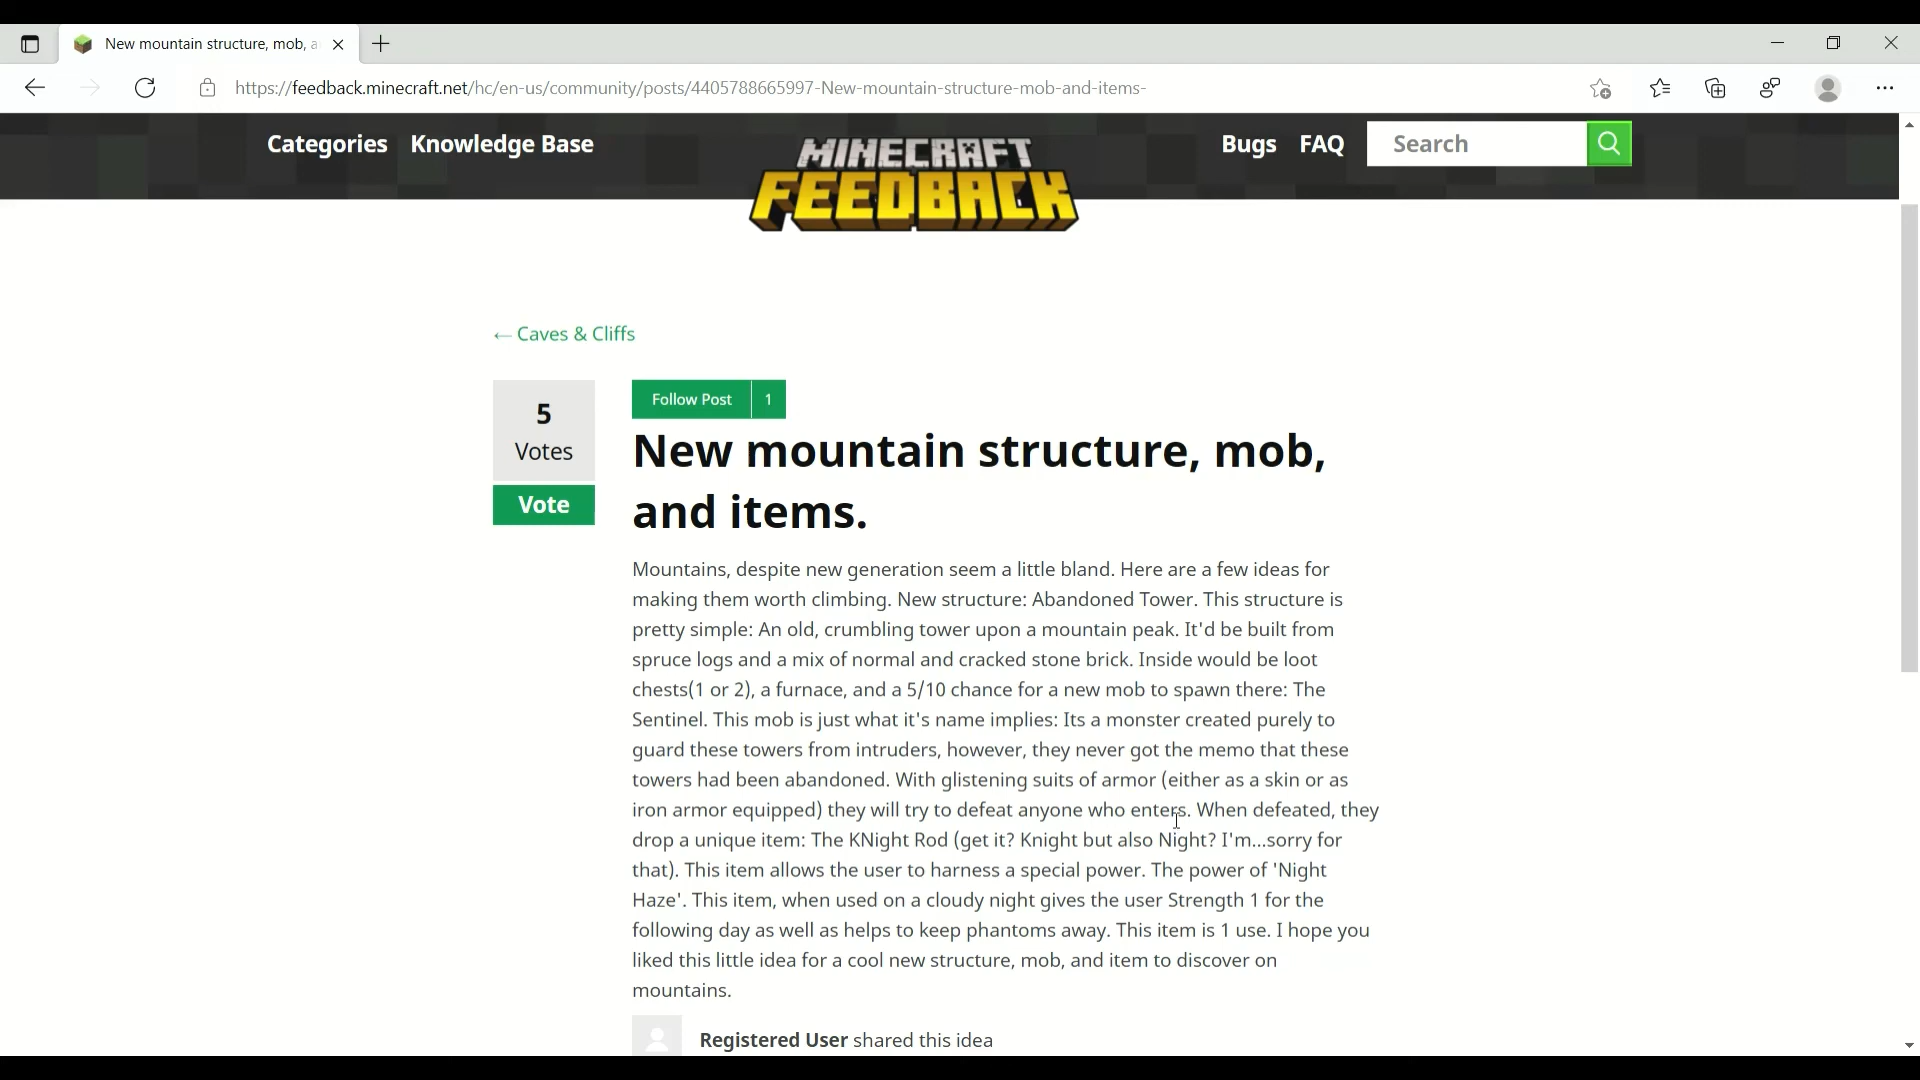 New mountain structure, mob, a
https://feedback.minecraft.net/hc/en-us/community/posts/4405788665997-New-mountain-structure-mob-and-items-
Categories Knowledge Base
MINECRAFT
FEEDBACK
Bugs FAQ Search
← Caves & Cliffs
5
Votes
Vote
Follow Post 1
New mountain structure, mob,
and items.
Mountains, despite new generation seem a little bland. Here are a few ideas for
making them worth climbing. New structure: Abandoned Tower. This structure is
pretty simple: An old, crumbling tower upon a mountain peak. It'd be built from
spruce logs and a mix of normal and cracked stone brick. Inside would be loot
chests(1 or 2), a furnace, and a 5/10 chance for a new mob to spawn there: The
Sentinel. This mob is just what it's name implies: Its a monster created purely to
guard these towers from intruders, however, they never got the memo that these
towers had been abandoned. With glistening suits of armor (either as a skin or as
iron armor equipped) they will try to defeat anyone who enters. When defeated, they
drop a unique item: The KNight Rod (get it? Knight but also Night? I'm...sorry for
that). This item allows the user to harness a special power. The power of 'Night
Haze'. This item, when used on a cloudy night gives the user Strength 1 for the
following day as well as helps to keep phantoms away. This item is 1 use. I hope you
liked this little idea for a cool new structure, mob, and item to discover on
mountains.
Registered User shared this idea